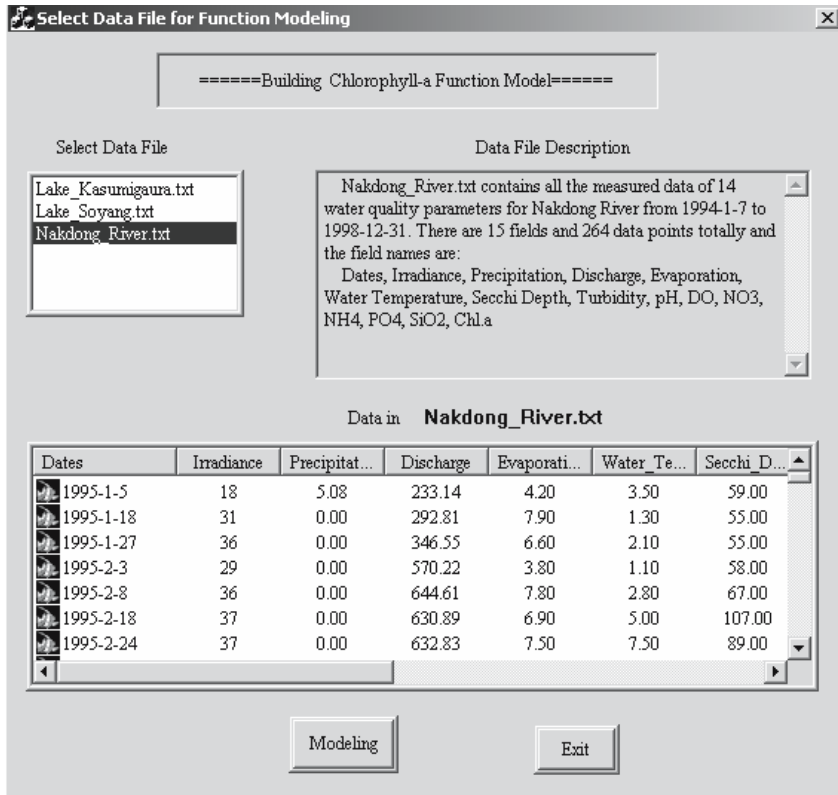 Select Data File for Function Modeling
======Building Chlorophyll-a Function Model======
Select Data File
Data File Description
Lake_Kasumigaura.txt
Lake_Soyang.txt
Nakdong_River.txt
Nakdong_River.txt contains all the measured data of 14
water quality parameters for Nakdong River from 1994-1-7 to
1998-12-31. There are 15 fields and 264 data points totally and
the field names are:
Dates, Irradiance, Precipitation, Discharge, Evaporation,
Water Temperature, Secchi Depth, Turbidity, pH, DO, NO3,
NH4, PO4, SiO2, Chl.a
Data in Nakdong_River.txt
Dates Irradiance Precipitat... Discharge Evaporati... Water_Te... Secchi_D...
1995-1-5 18 5.08 233.14 4.20 3.50 59.00
1995-1-18 31 0.00 292.81 7.90 1.30 55.00
1995-1-27 36 0.00 346.55 6.60 2.10 55.00
1995-2-3 29 0.00 570.22 3.80 1.10 58.00
1995-2-8 36 0.00 644.61 7.80 2.80 67.00
1995-2-18 37 0.00 630.89 6.90 5.00 107.00
1995-2-24 37 0.00 632.83 7.50 7.50 89.00
Modeling
Exit